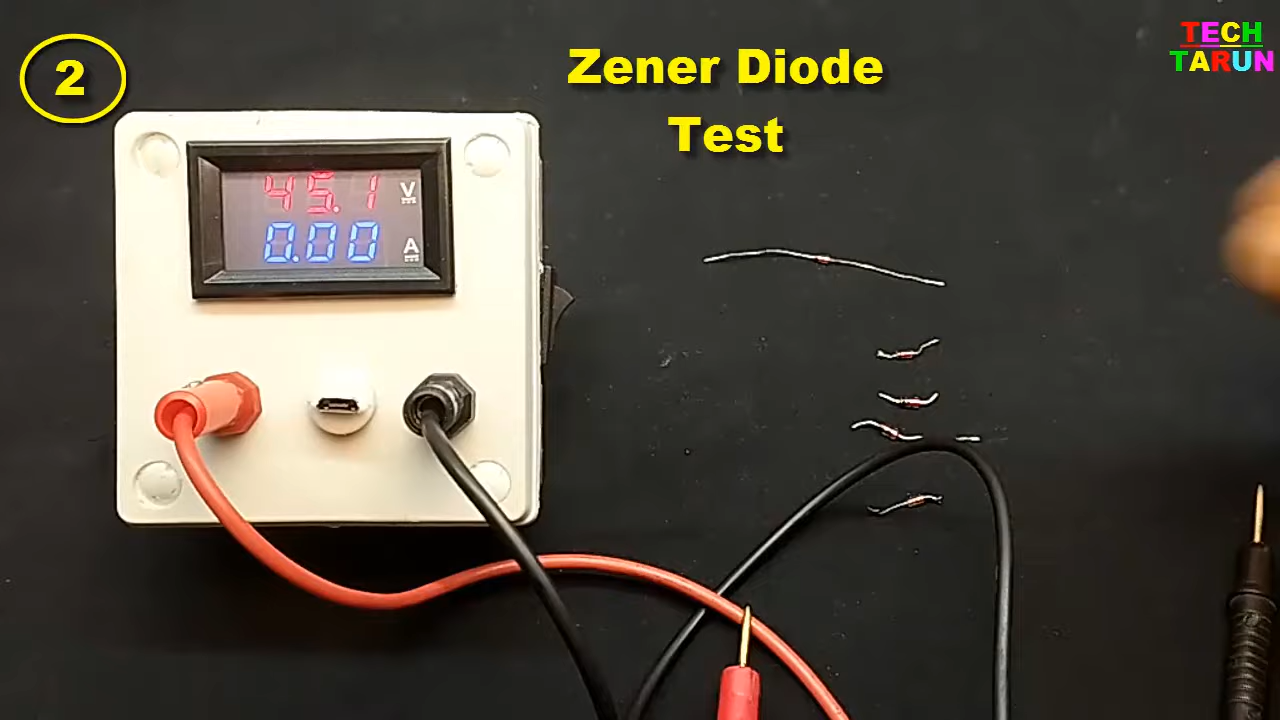 2
Zener Diode
Test
TECH
TARUN
45.1 V
0.00 A